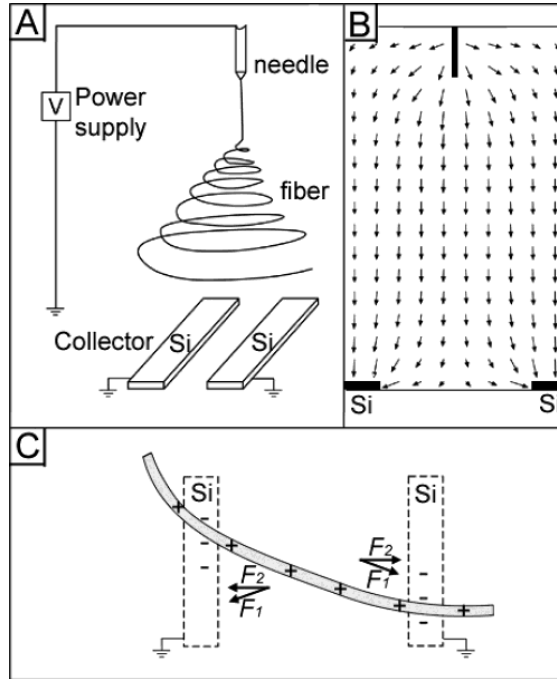 A
needle
V
Power
supply
fiber
Collector
Si
Si
B
Si
Si
C
Si
Si
F2
F1
F2
F1
+ - + - - + + + - - - +